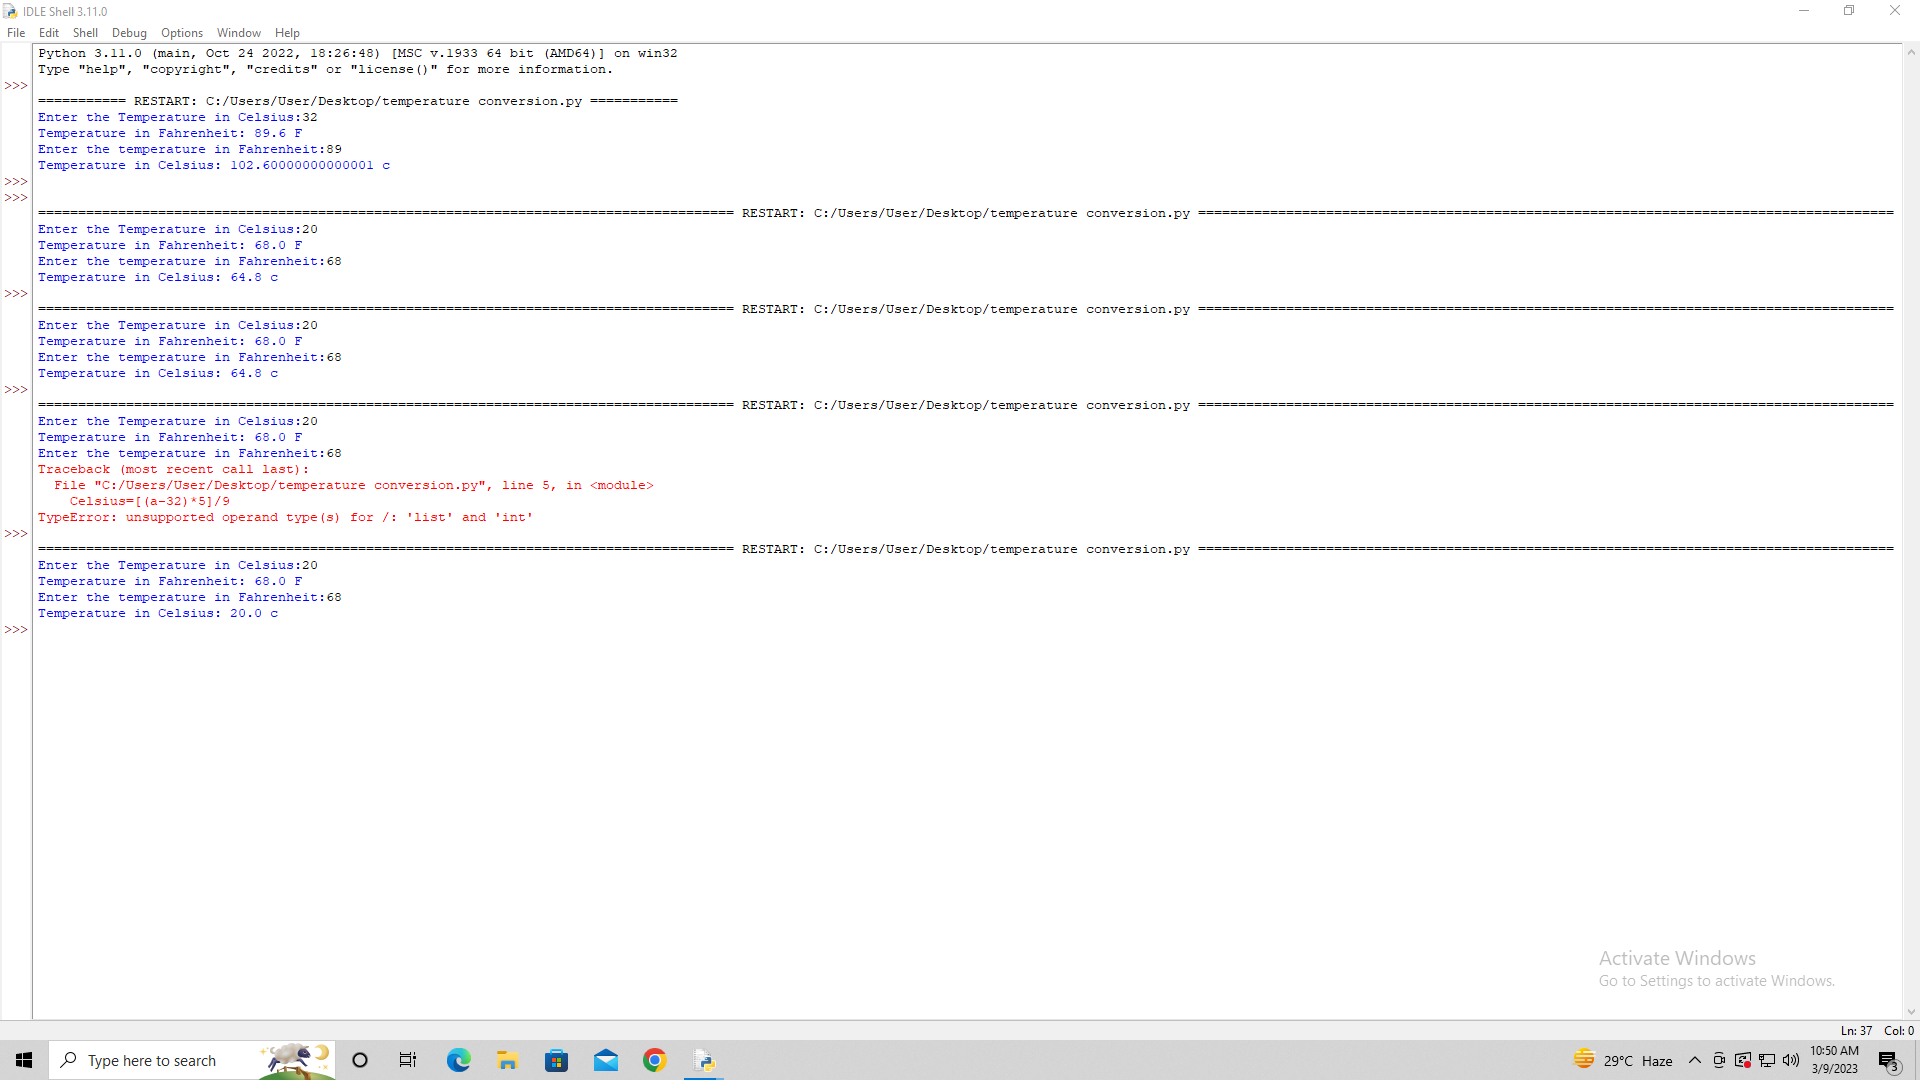 IDLE Shell 3.11.0
File Edit Shell Debug Options Window Help
Python 3.11.0 (main, Oct 24 2022, 18:26:48) [MSC v.1933 64 bit (AMD64)] on win32
Type "help", "copyright", "credits" or "license()" for more information.
>>>
=========== RESTART: C:/Users/User/Desktop/temperature conversion.py ===========
Enter the Temperature in Celsius:32
Temperature in Fahrenheit: 89.6 F
Enter the temperature in Fahrenheit:89
Temperature in Celsius: 102.60000000000001 c
>>>
>>>
======================================================================================= RESTART: C:/Users/User/Desktop/temperature conversion.py =======================================================================================
Enter the Temperature in Celsius:20
Temperature in Fahrenheit: 68.0 F
Enter the temperature in Fahrenheit:68
Temperature in Celsius: 64.8 c
>>>
======================================================================================= RESTART: C:/Users/User/Desktop/temperature conversion.py =======================================================================================
Enter the Temperature in Celsius:20
Temperature in Fahrenheit: 68.0 F
Enter the temperature in Fahrenheit:68
Temperature in Celsius: 64.8 c
>>>
======================================================================================= RESTART: C:/Users/User/Desktop/temperature conversion.py =======================================================================================
Enter the Temperature in Celsius:20
Temperature in Fahrenheit: 68.0 F
Enter the temperature in Fahrenheit:68
Traceback (most recent call last):
  File "C:/Users/User/Desktop/temperature conversion.py", line 5, in <module>
    Celsius=[(a-32)*5]/9
TypeError: unsupported operand type(s) for /: 'list' and 'int'
>>>
======================================================================================= RESTART: C:/Users/User/Desktop/temperature conversion.py =======================================================================================
Enter the Temperature in Celsius:20
Temperature in Fahrenheit: 68.0 F
Enter the temperature in Fahrenheit:68
Temperature in Celsius: 20.0 c
>>>
Activate Windows
Go to Settings to activate Windows.
Ln: 37 Col: 0
Type here to search
29°C Haze
10:50 AM
3/9/2023
3